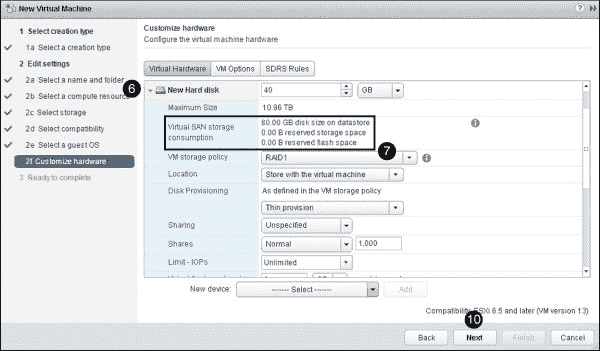 New Virtual Machine
1 Select creation type
1a Select a creation type
2 Edit settings
2a Select a name and folder
2b Select a compute resource
2c Select storage
2d Select compatibility
2e Select a guest OS
2f Customize hardware
3 Ready to complete
Customize hardware
Configure the virtual machine hardware
Virtual Hardware VM Options SDRS Rules
6 New Hard disk 40 GB
Maximum Size 10.96 TB
Virtual SAN storage consumption
80.00 GB disk size on datastore
0.00 B reserved storage space
0.00 B reserved flash space
7
VM storage policy RAID1
Location Store with the virtual machine
Disk Provisioning As defined in the VM storage policy
Thin provision
Sharing Unspecified
Shares Normal 1,000
Limit - IOPs Unlimited
New device: ------- Select ------- Add
Compatibility: ESXi 6.5 and later (VM version 13)
10
Back Next Finish Cancel